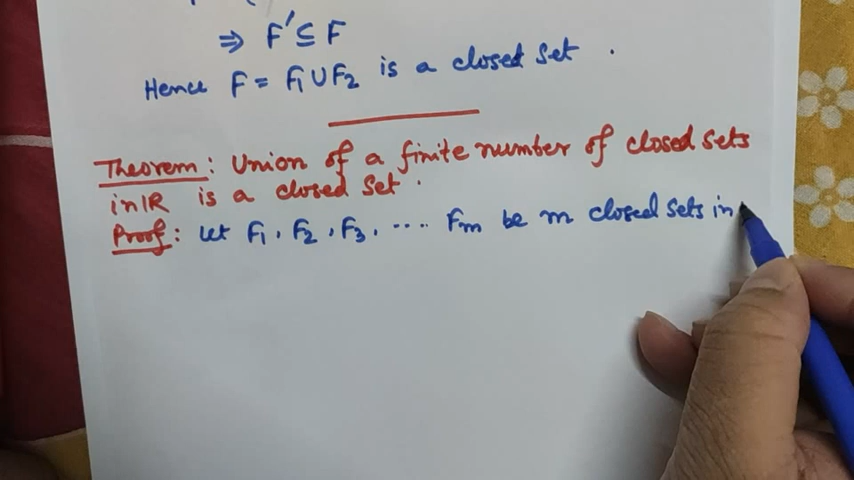 ⇒ F' ⊆ F
Hence F = F₁ ∪ F₂ is a closed set .
Theorem : Union of a finite number of closed sets
in IR is a closed set .
Proof : Let F₁ , F₂ , F₃ , .... Fm be m closed sets in